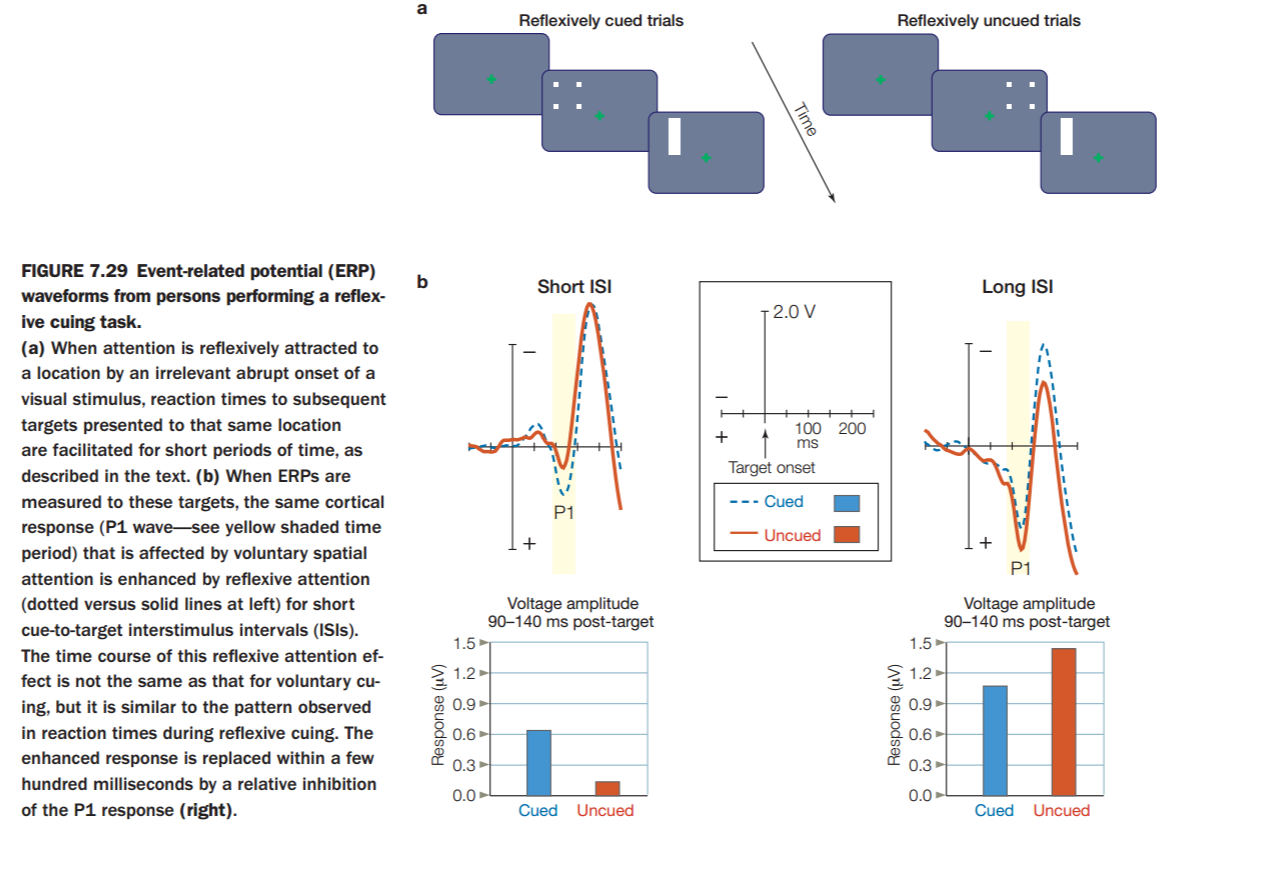 a
Reflexively cued trials
Reflexively uncued trials
Time
FIGURE 7.29 Event-related potential (ERP)
waveforms from persons performing a reflex-
ive cuing task.
(a) When attention is reflexively attracted to
a location by an irrelevant abrupt onset of a
visual stimulus, reaction times to subsequent
targets presented to that same location
are facilitated for short periods of time, as
described in the text. (b) When ERPs are
measured to these targets, the same cortical
response (P1 wave—see yellow shaded time
period) that is affected by voluntary spatial
attention is enhanced by reflexive attention
(dotted versus solid lines at left) for short
cue-to-target interstimulus intervals (ISIs).
The time course of this reflexive attention ef-
fect is not the same as that for voluntary cu-
ing, but it is similar to the pattern observed
in reaction times during reflexive cuing. The
enhanced response is replaced within a few
hundred milliseconds by a relative inhibition
of the P1 response (right).
b
Short ISI
−
+
P1
2.0 V
−
+
100 200
ms
Target onset
Cued
Uncued
Long ISI
−
+
P1
Voltage amplitude
90–140 ms post-target
Response (μV)
1.5
1.2
0.9
0.6
0.3
0.0
Cued Uncued
Voltage amplitude
90–140 ms post-target
Response (μV)
1.5
1.2
0.9
0.6
0.3
0.0
Cued Uncued